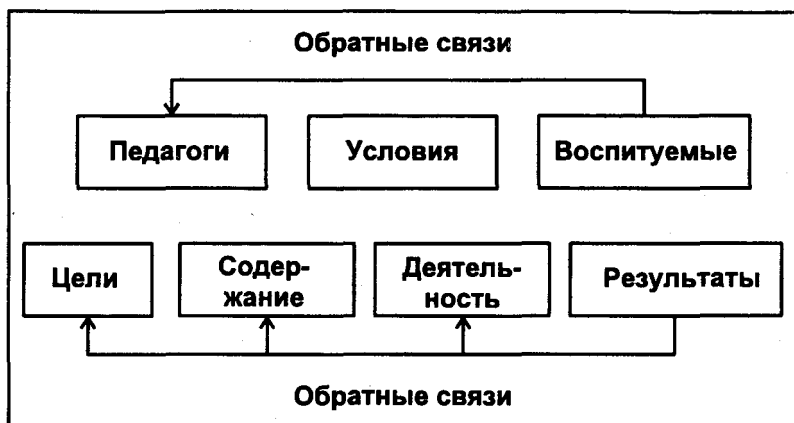 Обратные связи
Педагоги
Условия
Воспитуемые
Цели
Содер-
жание
Деятель-
ность
Результаты
Обратные связи